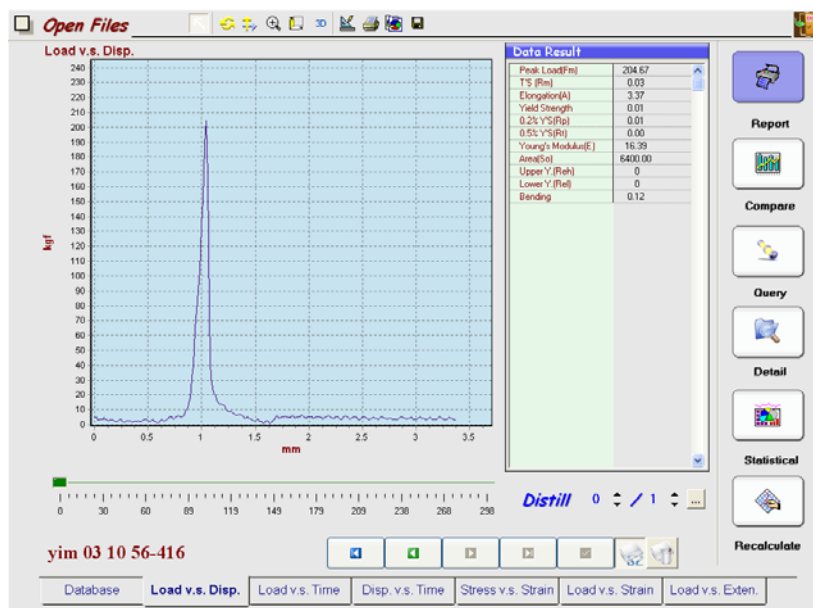 Open Files
3D
Load v.s. Disp.
240
230
220
210
200
190
180
170
160
150
140
130
120
110
100
90
80
70
60
50
40
30
20
10
0
kgf
0 0.5 1 1.5 2 2.5 3 3.5
mm
Data Result
Peak Load(Fm) 204.67
T'S (Rm) 0.03
Elongation(A) 3.37
Yield Strength 0.01
0.2% Y'S(Rp) 0.01
0.5% Y'S(Rt) 0.00
Young's Modulus(E) 16.39
Area(So) 6400.00
Upper Y.(Reh) 0
Lower Y.(Rel) 0
Bending 0.12
Report
Compare
Query
Detail
Statistical
Recalculate
0 30 60 89 119 149 179 209 238 268 298
Distill 0 / 1 ...
yim 03 10 56-416
Database Load v.s. Disp. Load v.s. Time Disp. v.s. Time Stress v.s. Strain Load v.s. Strain Load v.s. Exten.